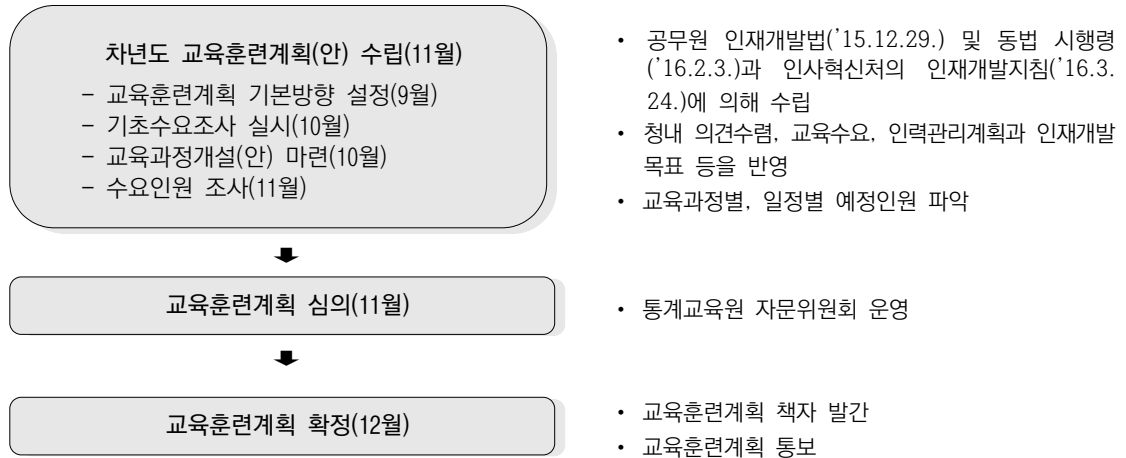 차년도 교육훈련계획(안) 수립(11월)
- 교육훈련계획 기본방향 설정(9월)
- 기초수요조사 실시(10월)
- 교육과정개설(안) 마련(10월)
- 수요인원 조사(11월)
• 공무원 인재개발법('15.12.29.) 및 동법 시행령
('16.2.3.)과 인사혁신처의 인재개발지침('16.3.
24.)에 의해 수립
• 청내 의견수렴, 교육수요, 인력관리계획과 인재개발
목표 등을 반영
• 교육과정별, 일정별 예정인원 파악
교육훈련계획 심의(11월)
• 통계교육원 자문위원회 운영
교육훈련계획 확정(12월)
• 교육훈련계획 책자 발간
• 교육훈련계획 통보